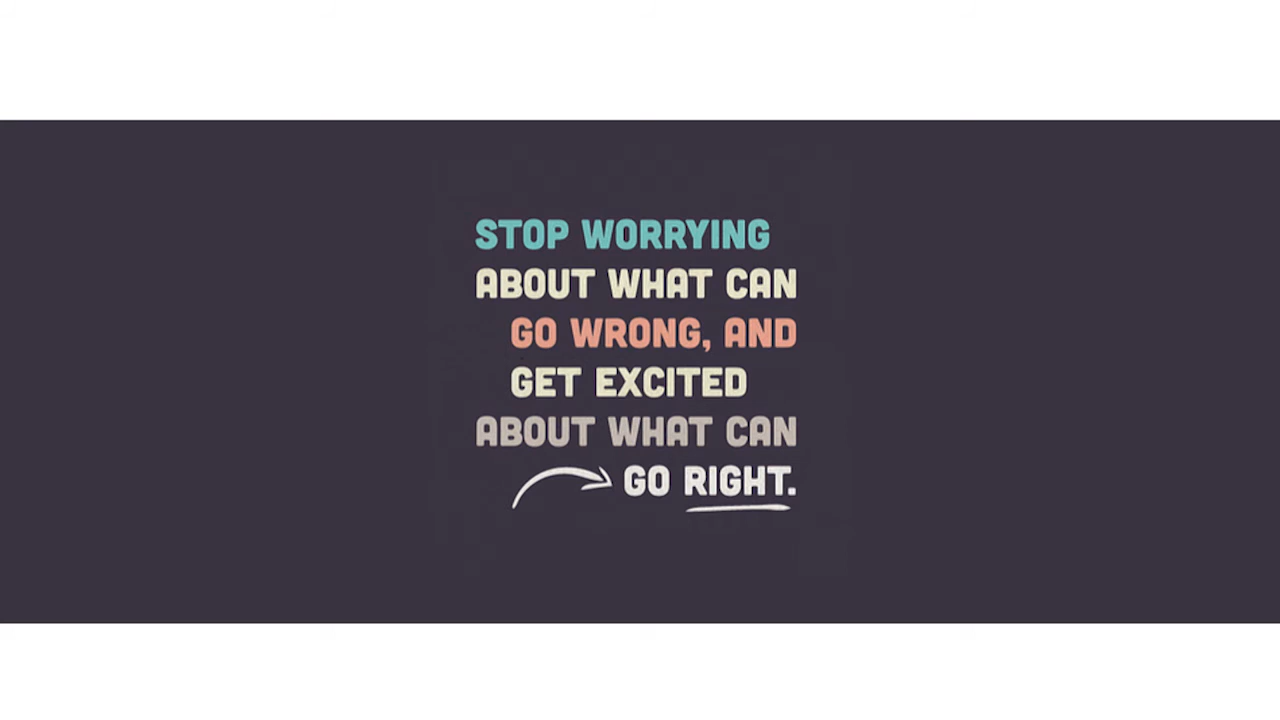 STOP WORRYING
ABOUT WHAT CAN
GO WRONG, AND
GET EXCITED
ABOUT WHAT CAN
GO RIGHT.